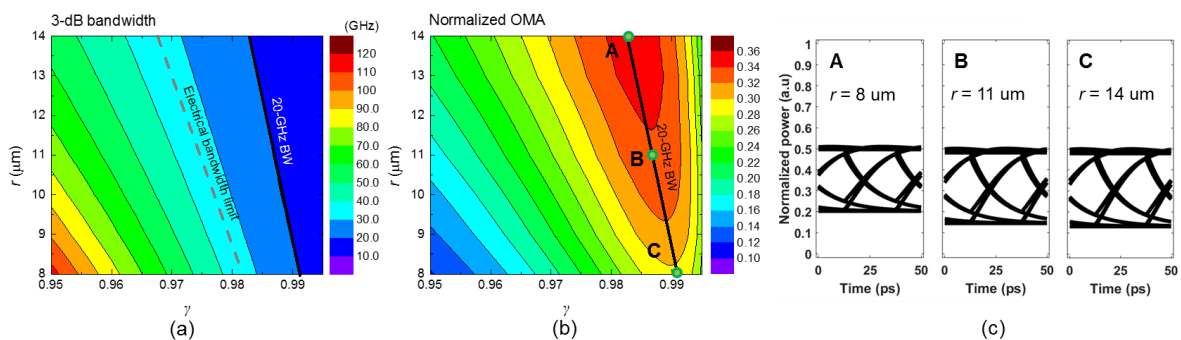 3-dB bandwidth
(GHz)
14
13
12
11
10
9
8
r (μm)
0.95
0.96
0.97
0.98
0.99
γ
Electrical bandwidth limit
20-GHz BW
120
110
100
90.0
80.0
70.0
60.0
50.0
40.0
30.0
20.0
10.0
(a)
Normalized OMA
14
13
12
11
10
9
8
r (μm)
0.95
0.96
0.97
0.98
0.99
γ
A
B
C
20-GHz BW
0.36
0.34
0.32
0.30
0.28
0.26
0.24
0.22
0.20
0.18
0.16
0.14
0.12
0.10
(b)
Normalized power (a.u)
1
0.9
0.8
0.7
0.6
0.5
0.4
0.3
0.2
0.1
0
A
r = 8 um
0
25
50
Time (ps)
B
r = 11 um
0
25
50
Time (ps)
C
r = 14 um
0
25
50
Time (ps)
(c)